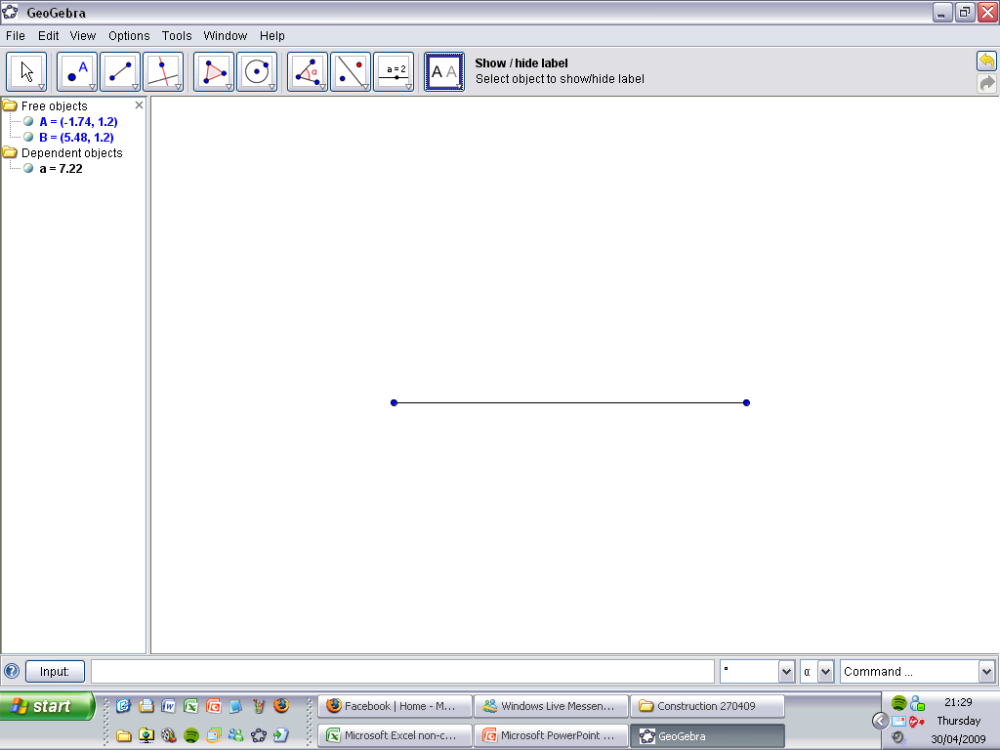 GeoGebra
File Edit View Options Tools Window Help
A
α
a = 2
A A
Show / hide label
Select object to show/hide label
Free objects
A = (-1.74, 1.2)
B = (5.48, 1.2)
Dependent objects
a = 7.22
Input:
°
α
Command ...
start
Facebook | Home - M...
Windows Live Messen...
Construction 270409
21:29
Thursday
Microsoft Excel non-c...
Microsoft PowerPoint ...
GeoGebra
30/04/2009